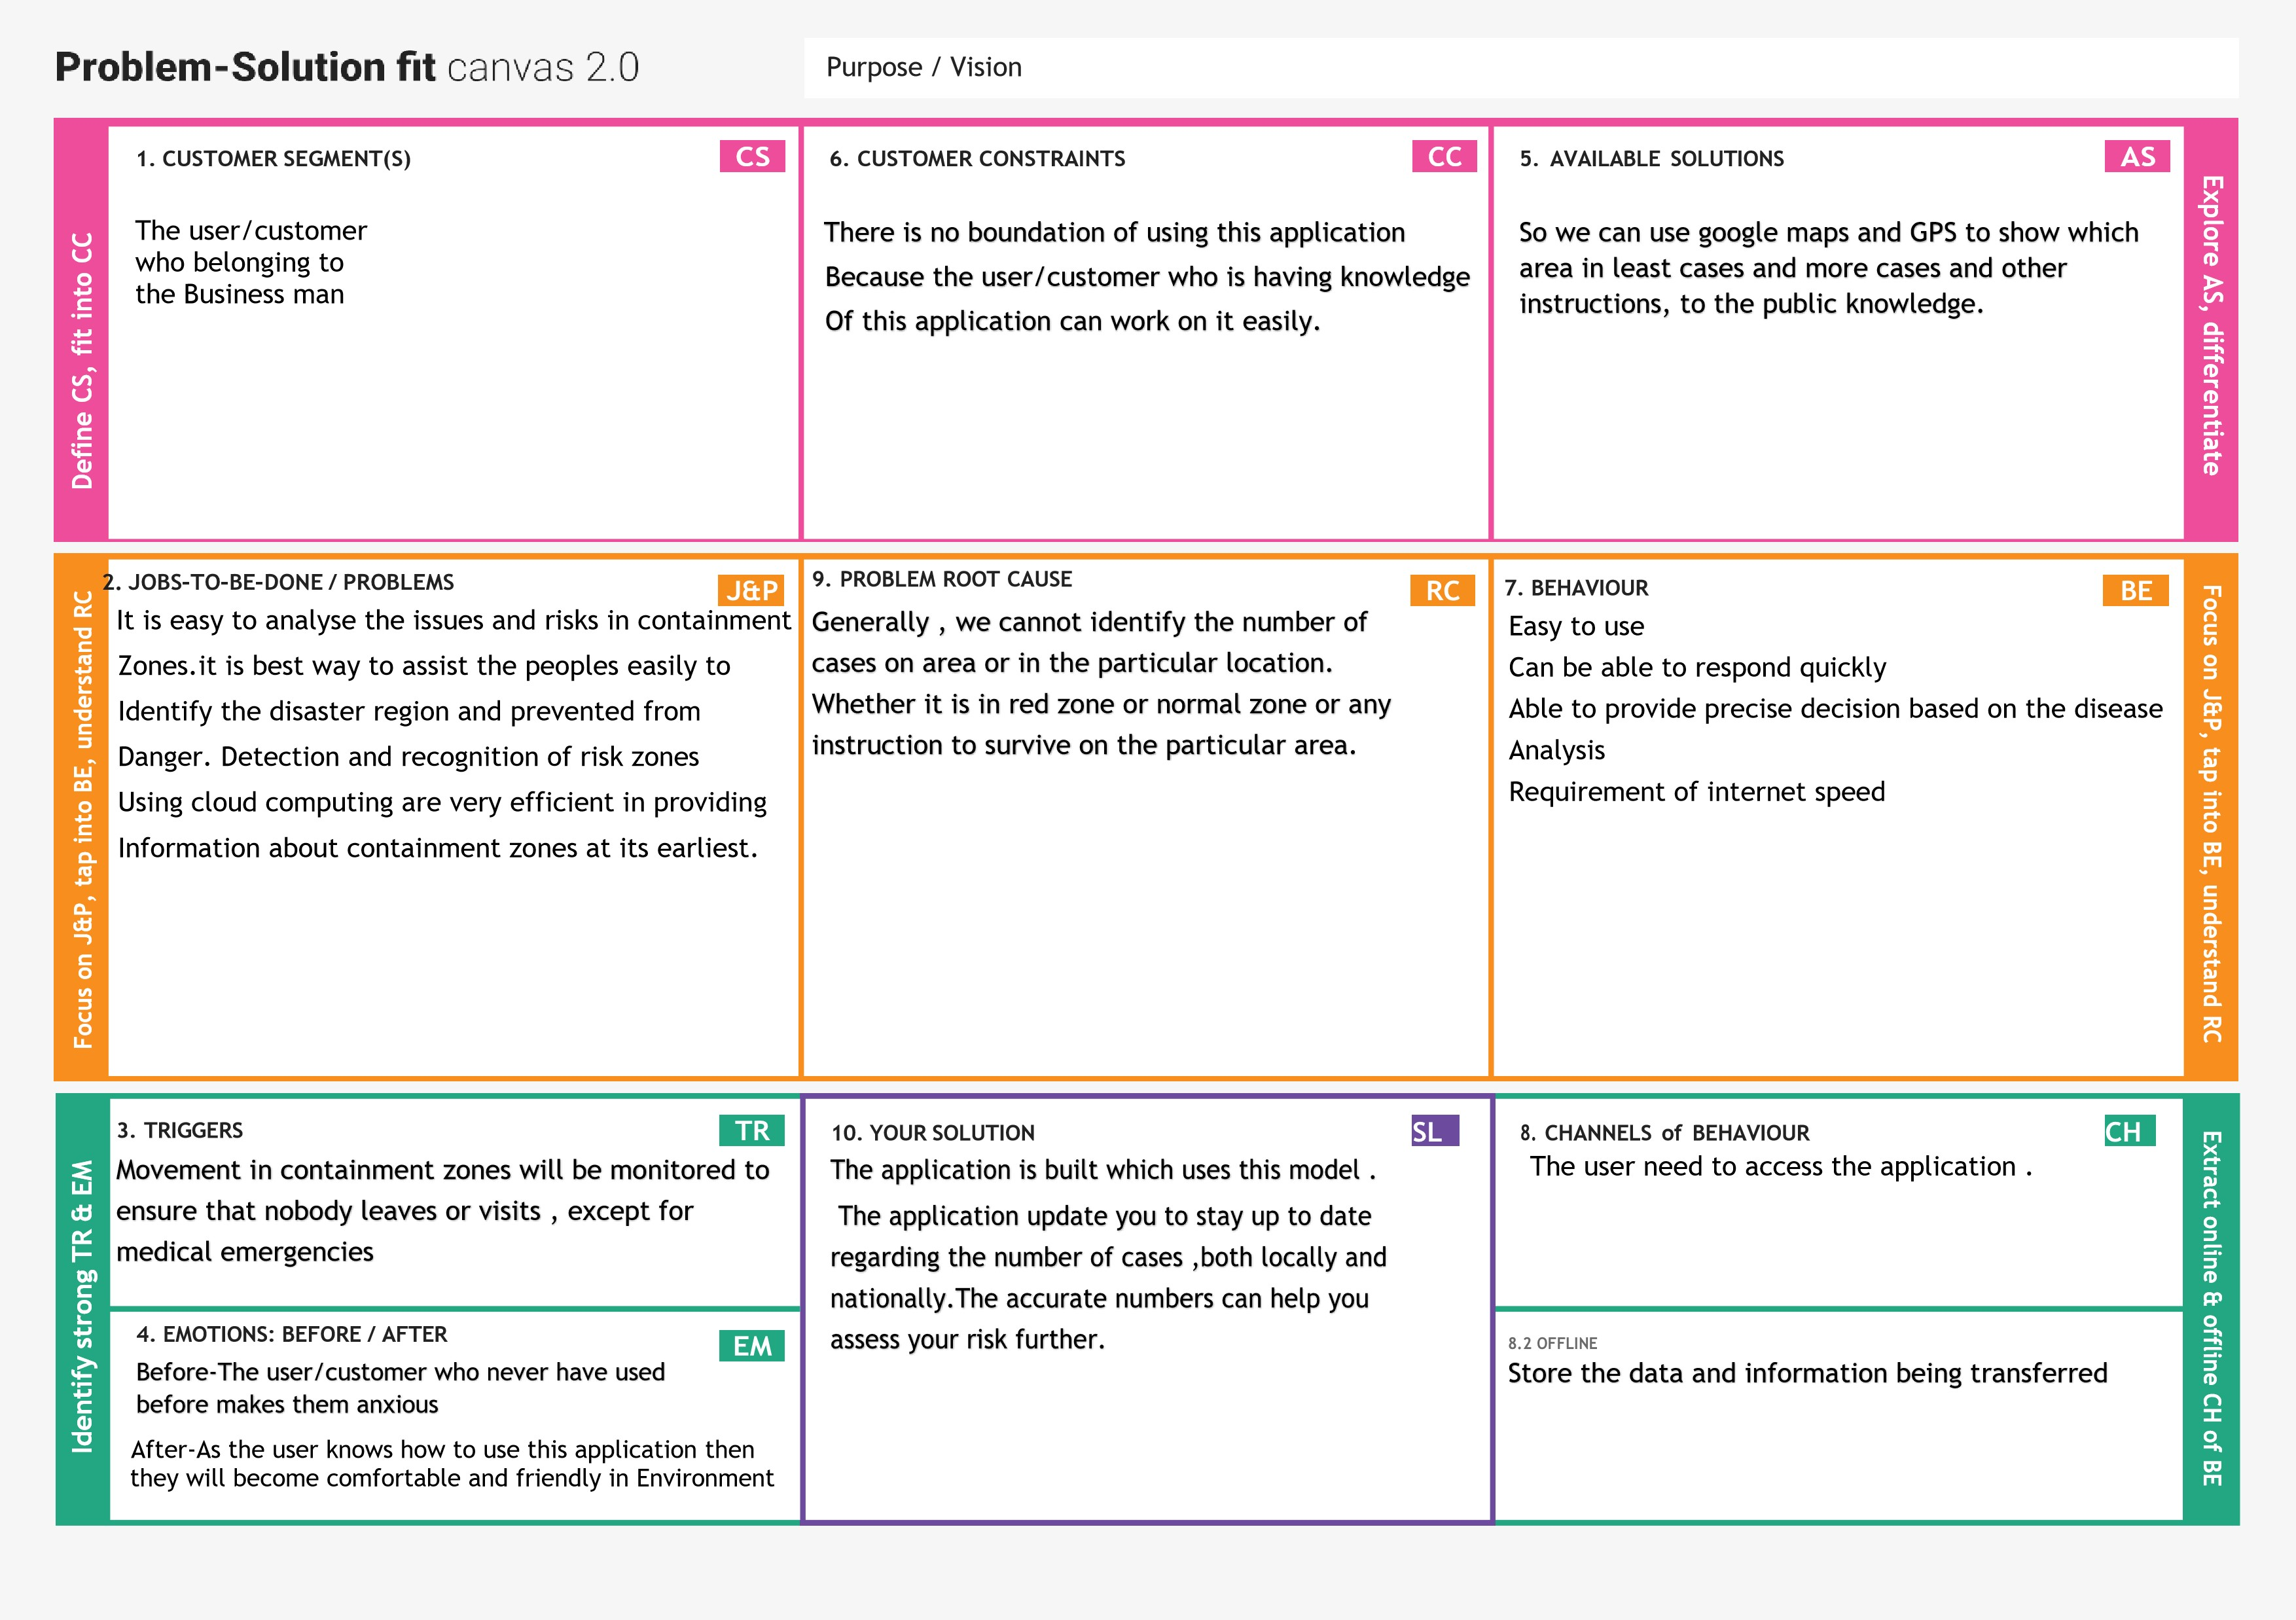 Problem-Solution fit canvas 2.0
Purpose / Vision
Define CS, fit into CC
1. CUSTOMER SEGMENT(S)
CS
The user/customer
who belonging to
the Business man
6. CUSTOMER CONSTRAINTS
CC
There is no boundation of using this application
Because the user/customer who is having knowledge
Of this application can work on it easily.
5. AVAILABLE SOLUTIONS
AS
So we can use google maps and GPS to show which
area in least cases and more cases and other
instructions, to the public knowledge.
Explore AS, differentiate
Focus on J&P, tap into BE, understand RC
2. JOBS-TO-BE-DONE / PROBLEMS
J&P
It is easy to analyse the issues and risks in containment
Zones.it is best way to assist the peoples easily to
Identify the disaster region and prevented from
Danger. Detection and recognition of risk zones
Using cloud computing are very efficient in providing
Information about containment zones at its earliest.
9. PROBLEM ROOT CAUSE
RC
Generally , we cannot identify the number of
cases on area or in the particular location.
Whether it is in red zone or normal zone or any
instruction to survive on the particular area.
7. BEHAVIOUR
BE
Easy to use
Can be able to respond quickly
Able to provide precise decision based on the disease
Analysis
Requirement of internet speed
Focus on J&P, tap into BE, understand RC
Identify strong TR & EM
3. TRIGGERS
TR
Movement in containment zones will be monitored to
ensure that nobody leaves or visits , except for
medical emergencies
4. EMOTIONS: BEFORE / AFTER
EM
Before-The user/customer who never have used
before makes them anxious
After-As the user knows how to use this application then
they will become comfortable and friendly in Environment
10. YOUR SOLUTION
SL
The application is built which uses this model .
The application update you to stay up to date
regarding the number of cases ,both locally and
nationally.The accurate numbers can help you
assess your risk further.
8. CHANNELS of BEHAVIOUR
CH
The user need to access the application .
8.2 OFFLINE
Store the data and information being transferred
Extract online & offline CH of BE